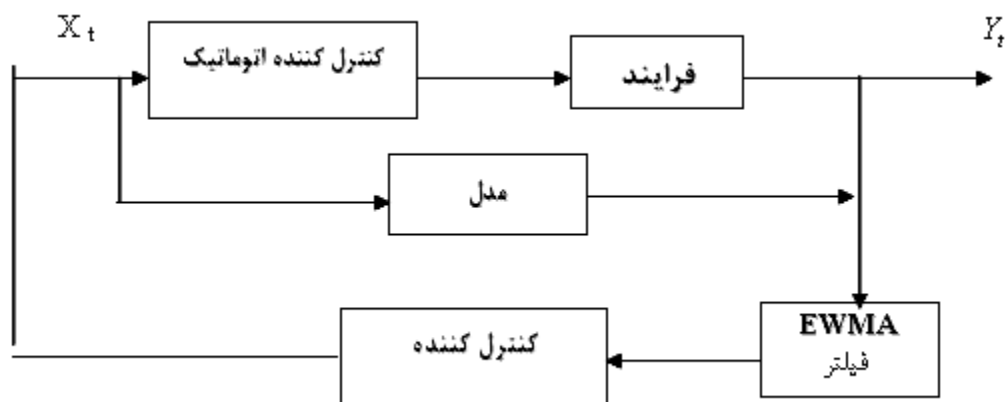 X t
Y t
کنترل کننده اتوماتیک
فرایند
مدل
EWMA
فیلتر
کنترل کننده